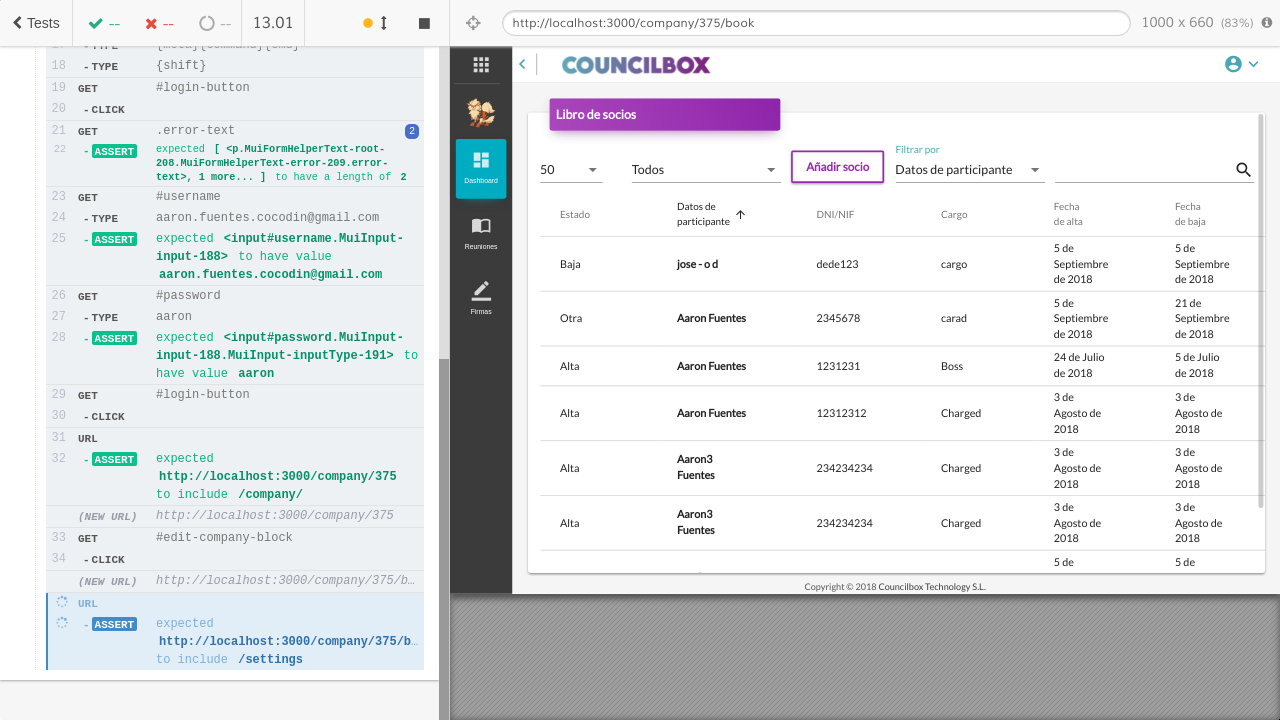 Tests
--
--
--
13.01
http://localhost:3000/company/375/book
1000 x 660 (83%)
17 - TYPE {meta}{command}{cmd}
18 - TYPE {shift}
19 GET #login-button
20 - CLICK
21 GET .error-text 2
22 - ASSERT expected [ <p.MuiFormHelperText-root-
208.MuiFormHelperText-error-209.error-
text>, 1 more... ] to have a length of 2
23 GET #username
24 - TYPE aaron.fuentes.cocodin@gmail.com
25 - ASSERT expected <input#username.MuiInput-
input-188> to have value
aaron.fuentes.cocodin@gmail.com
26 GET #password
27 - TYPE aaron
28 - ASSERT expected <input#password.MuiInput-
input-188.MuiInput-inputType-191> to
have value aaron
29 GET #login-button
30 - CLICK
31 URL
32 - ASSERT expected
http://localhost:3000/company/375
to include /company/
(NEW URL) http://localhost:3000/company/375
33 GET #edit-company-block
34 - CLICK
(NEW URL) http://localhost:3000/company/375/b…
URL
- ASSERT expected
http://localhost:3000/company/375/b…
to include /settings
COUNCILBOX
Dashboard
Reuniones
Firmas
Libro de socios
Filtrar por
50 Todos Añadir socio Datos de participante
Estado Datos de participante DNI/NIF Cargo Fecha de alta Fecha de baja
Baja jose - o d dede123 cargo 5 de Septiembre de 2018 5 de Septiembre de 2018
Otra Aaron Fuentes 2345678 carad 5 de Septiembre de 2018 21 de Septiembre de 2018
Alta Aaron Fuentes 1231231 Boss 24 de Julio de 2018 5 de Julio de 2018
Alta Aaron Fuentes 12312312 Charged 3 de Agosto de 2018 3 de Agosto de 2018
Alta Aaron3 Fuentes 234234234 Charged 3 de Agosto de 2018 3 de Agosto de 2018
Alta Aaron3 Fuentes 234234234 Charged 3 de Agosto de 2018 3 de Agosto de 2018
5 de 5 de
Copyright © 2018 Councilbox Technology S.L.